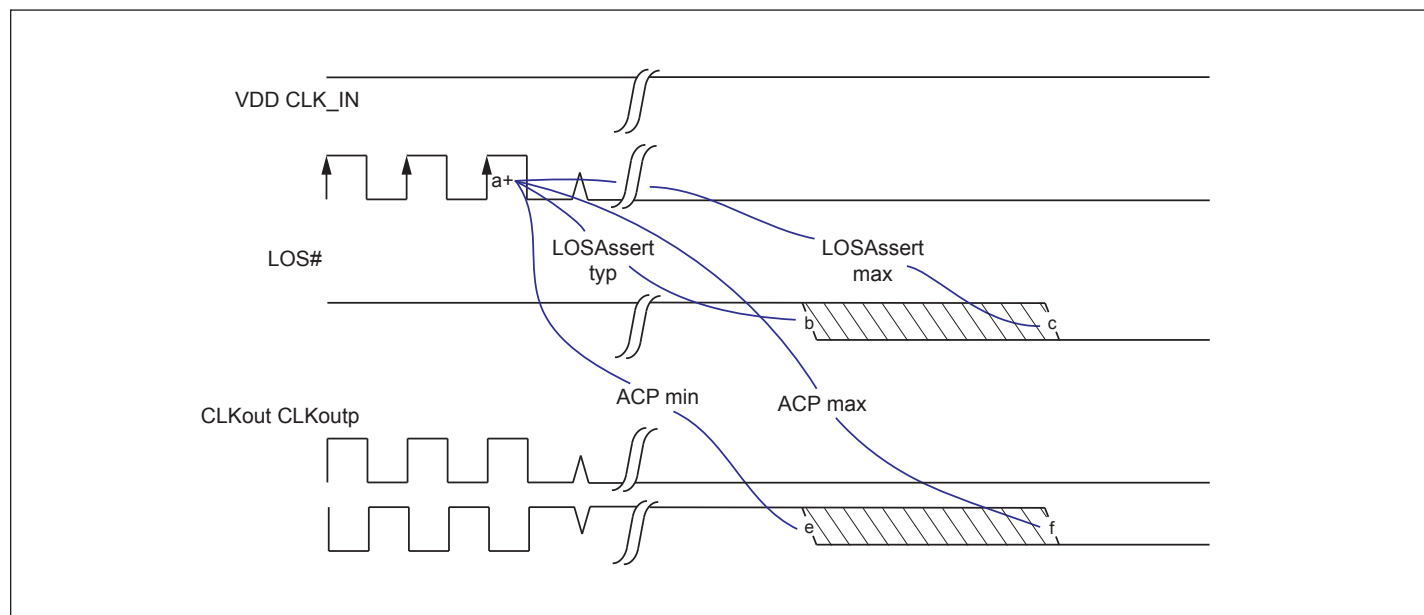 VDD CLK_IN
a+
LOS#
LOSAssert
typ
LOSAssert
max
b
c
ACP min
ACP max
CLKout CLKoutp
e
f